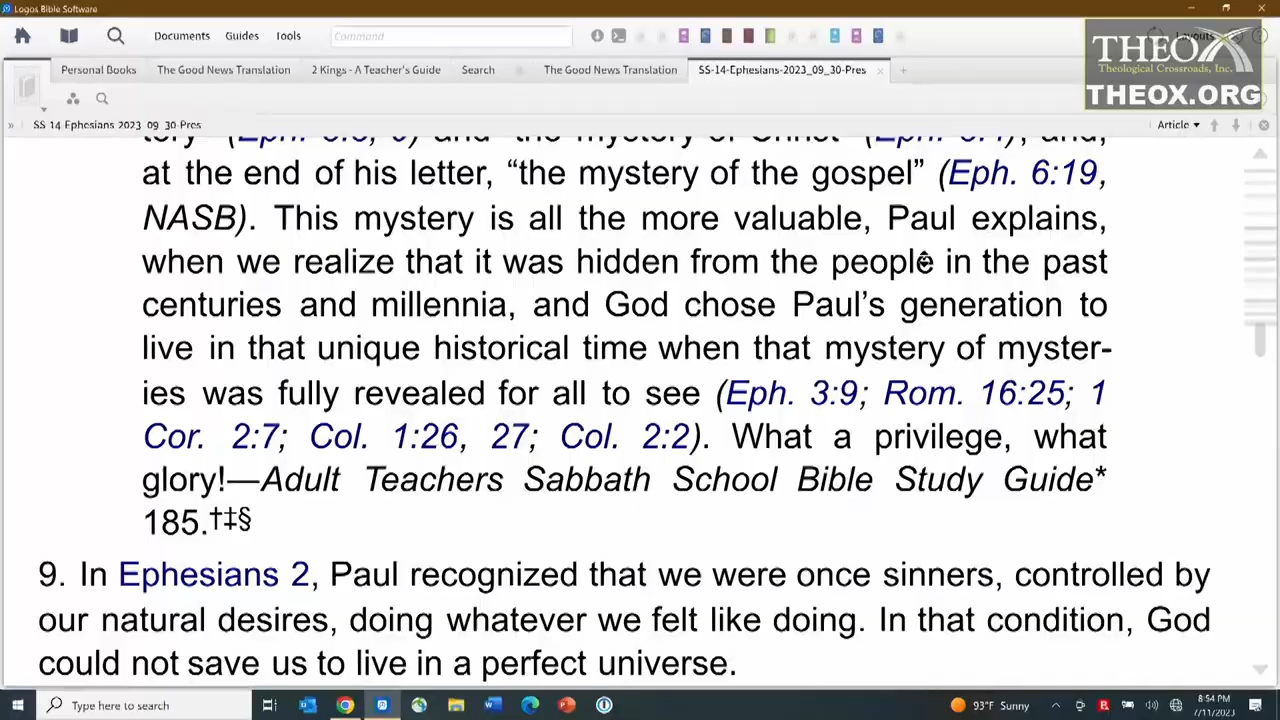 Logos Bible Software
Documents Guides Tools Command Layouts
THEOX
Theological Crossroads, Inc.
THEOX.ORG
Personal Books The Good News Translation 2 Kings - A Teacher's Guide Search The Good News Translation SS-14-Ephesians-2023_09_30-Pres
SS-14-Ephesians-2023_09_30-Pres Article
at the end of his letter, “the mystery of the gospel” (Eph. 6:19,
NASB). This mystery is all the more valuable, Paul explains,
when we realize that it was hidden from the people in the past
centuries and millennia, and God chose Paul’s generation to
live in that unique historical time when that mystery of myster-
ies was fully revealed for all to see (Eph. 3:9; Rom. 16:25; 1
Cor. 2:7; Col. 1:26, 27; Col. 2:2). What a privilege, what
glory!—Adult Teachers Sabbath School Bible Study Guide*
185.†‡§
9. In Ephesians 2, Paul recognized that we were once sinners, controlled by
our natural desires, doing whatever we felt like doing. In that condition, God
could not save us to live in a perfect universe.
Type here to search 93°F Sunny 8:54 PM
7/11/2023